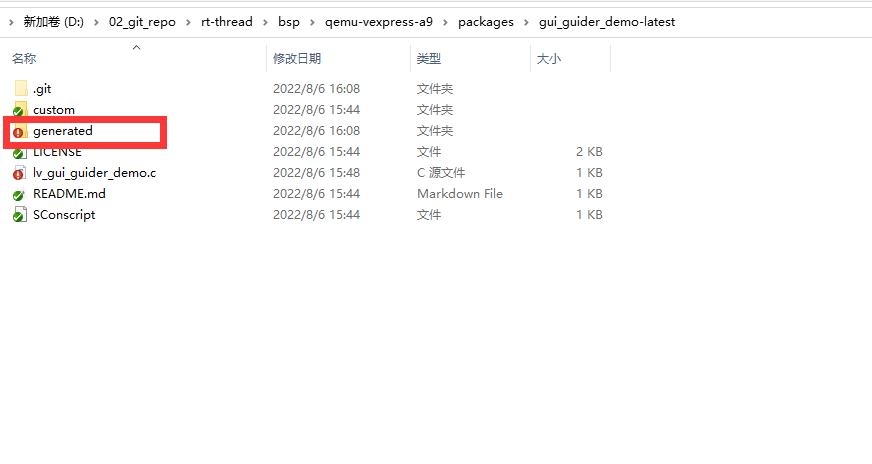 新加卷 (D:) 02_git_repo rt-thread bsp qemu-vexpress-a9 packages gui_guider_demo-latest
名称 修改日期 类型 大小
.git 2022/8/6 16:08 文件夹
custom 2022/8/6 15:44 文件夹
generated 2022/8/6 16:08 文件夹
LICENSE 2022/8/6 15:44 文件 2 KB
lv_gui_guider_demo.c 2022/8/6 15:48 C 源文件 1 KB
README.md 2022/8/6 15:44 Markdown File 1 KB
SConscript 2022/8/6 15:44 文件 1 KB